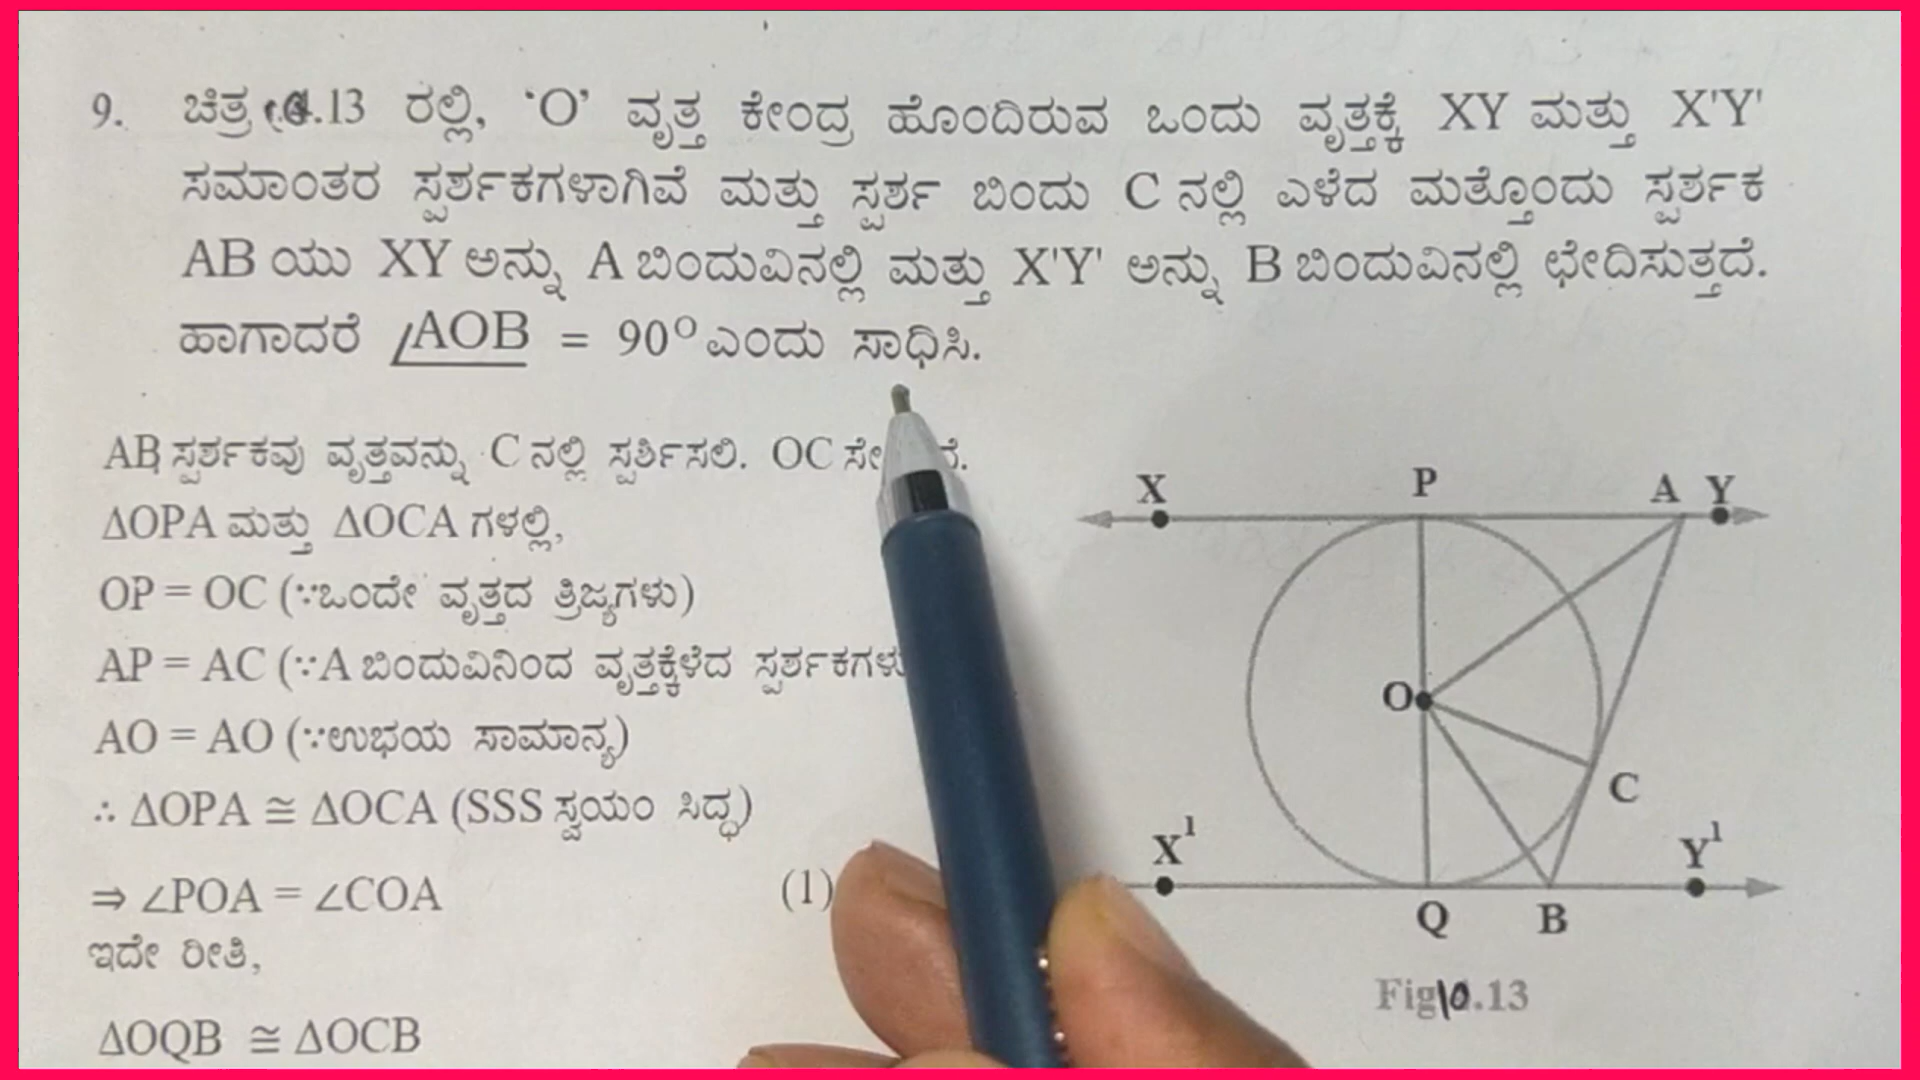 9. ಚಿತ್ರ .13 ರಲ್ಲಿ, 'O' ವೃತ್ತ ಕೇಂದ್ರ ಹೊಂದಿರುವ ಒಂದು ವೃತ್ತಕ್ಕೆ XY ಮತ್ತು X'Y'
ಸಮಾಂತರ ಸ್ಪರ್ಶಕಗಳಾಗಿವೆ ಮತ್ತು ಸ್ಪರ್ಶ ಬಿಂದು C ನಲ್ಲಿ ಎಳೆದ ಮತ್ತೊಂದು ಸ್ಪರ್ಶಕ
AB ಯು XY ಅನ್ನು A ಬಿಂದುವಿನಲ್ಲಿ ಮತ್ತು X'Y' ಅನ್ನು B ಬಿಂದುವಿನಲ್ಲಿ ಛೇದಿಸುತ್ತದೆ.
ಹಾಗಾದರೆ ∠AOB = 90° ಎಂದು ಸಾಧಿಸಿ.
AB ಸ್ಪರ್ಶಕವು ವೃತ್ತವನ್ನು C ನಲ್ಲಿ ಸ್ಪರ್ಶಿಸಲಿ. OC
ΔOPA ಮತ್ತು ΔOCA ಗಳಲ್ಲಿ,
OP = OC (∵ಒಂದೇ ವೃತ್ತದ ತ್ರಿಜ್ಯಗಳು)
AP = AC (∵A ಬಿಂದುವಿನಿಂದ ವೃತ್ತಕ್ಕೆಳೆದ ಸ್ಪರ್ಶಕಗಳು
AO = AO (∵ಉಭಯ ಸಾಮಾನ್ಯ)
∴ ΔOPA ≅ ΔOCA (SSS ಸ್ವಯಂ ಸಿದ್ಧ)
⇒ ∠POA = ∠COA (1)
ಇದೇ ರೀತಿ,
ΔOQB ≅ ΔOCB
X P A Y
O
C
X¹ Y¹
Q B
Fig10.13